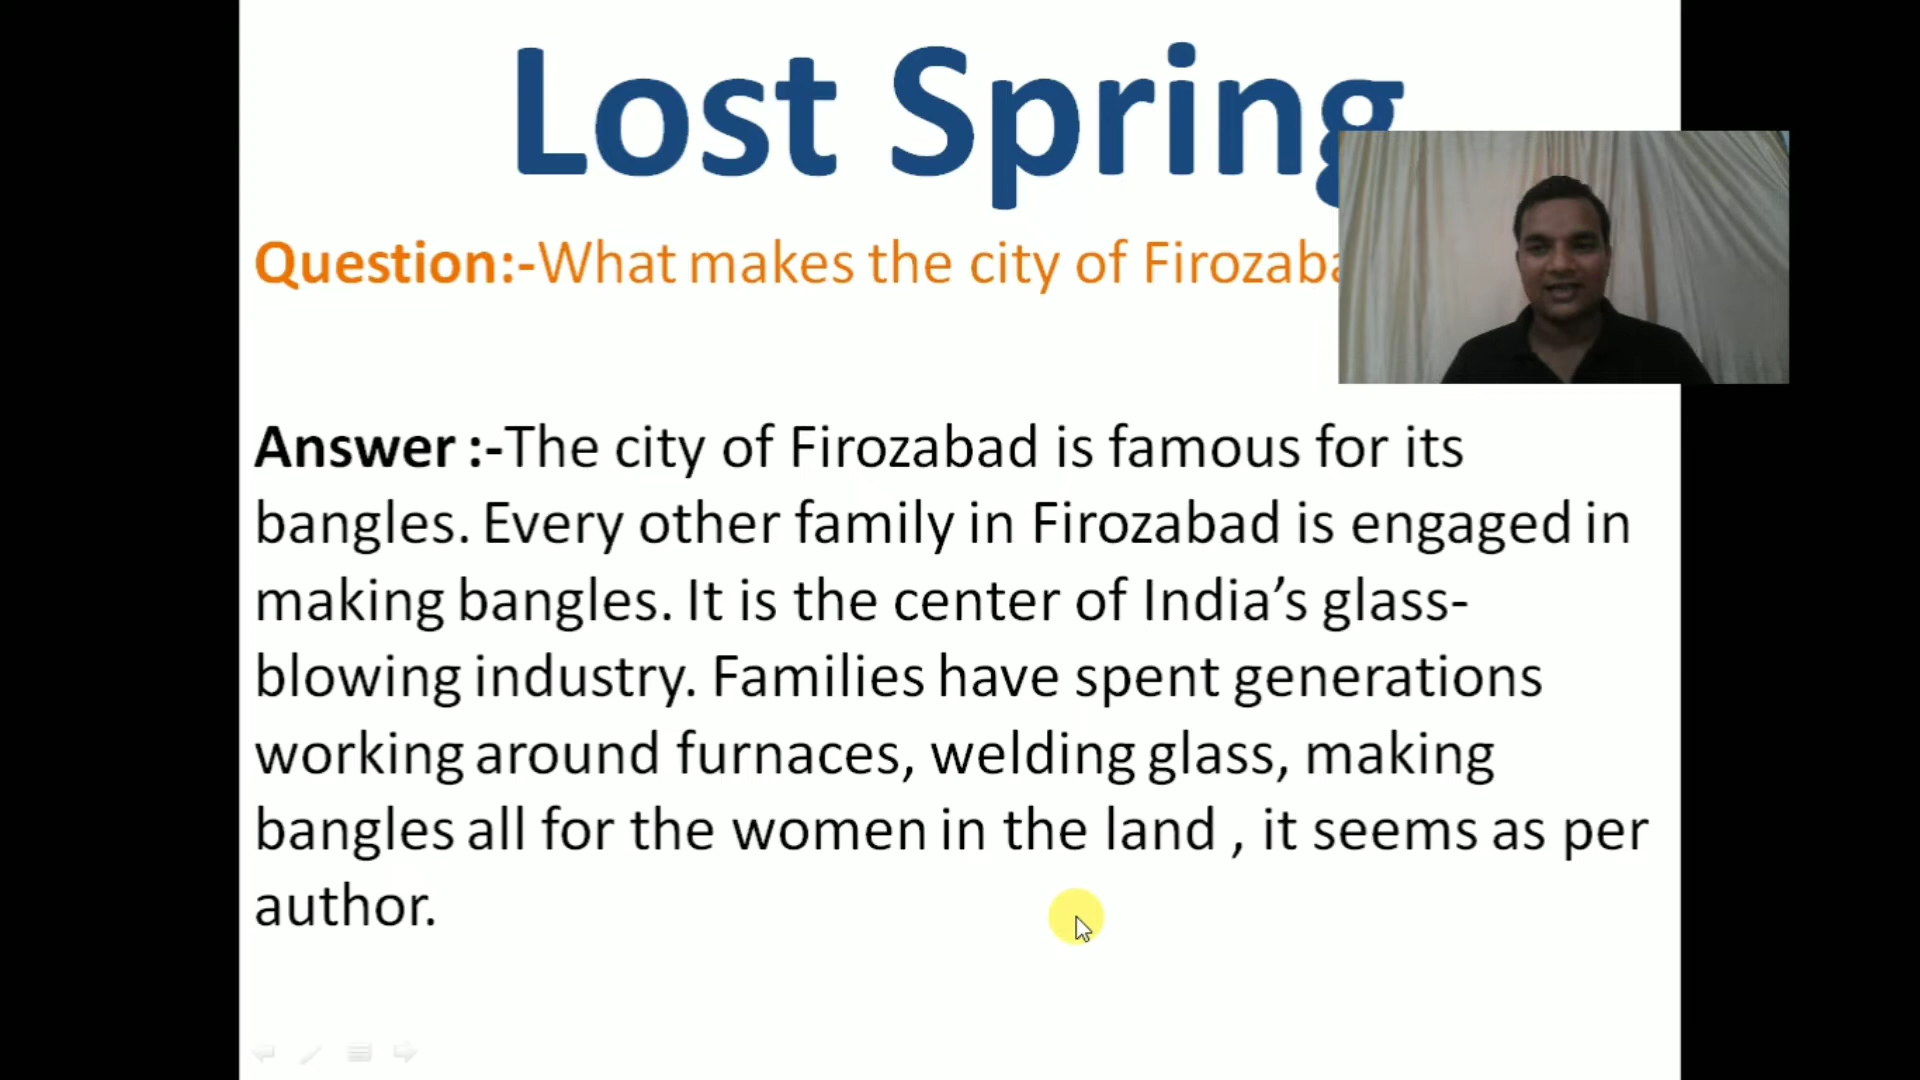 Lost Spring
Question:-What makes the city of
Answer :-The city of Firozabad is famous for its
bangles. Every other family in Firozabad is engaged in
making bangles. It is the center of India’s glass-
blowing industry. Families have spent generations
working around furnaces, welding glass, making
bangles all for the women in the land , it seems as per
author.